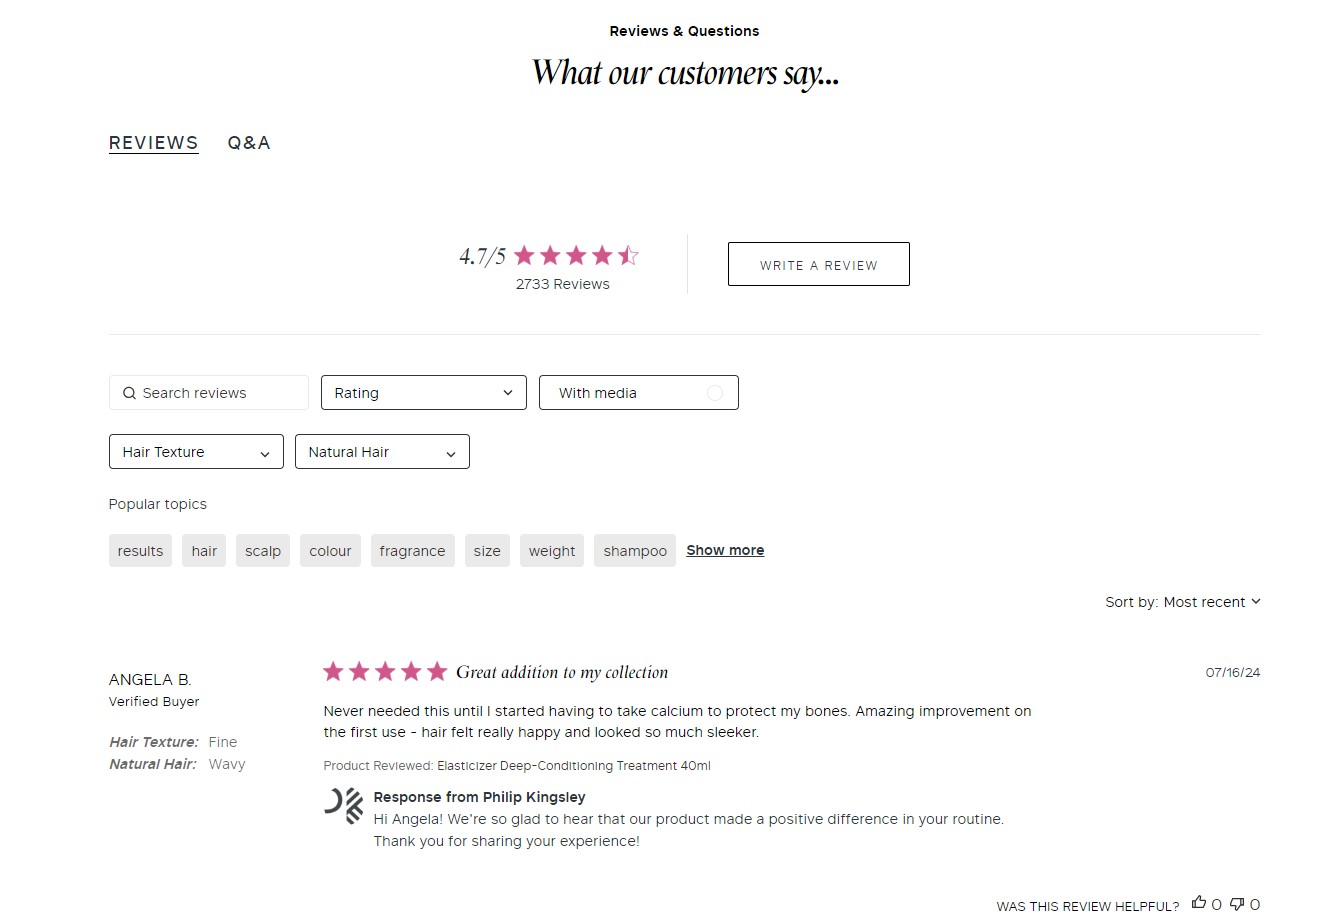 Reviews & Questions
What our customers say...
REVIEWS Q&A
4.7/5
2733 Reviews
WRITE A REVIEW
Search reviews
Rating
With media
Hair Texture
Natural Hair
Popular topics
results hair scalp colour fragrance size weight shampoo Show more
Sort by: Most recent
ANGELA B.
Verified Buyer
Hair Texture: Fine
Natural Hair: Wavy
Great addition to my collection
07/16/24
Never needed this until I started having to take calcium to protect my bones. Amazing improvement on
the first use - hair felt really happy and looked so much sleeker.
Product Reviewed: Elasticizer Deep-Conditioning Treatment 40ml
Response from Philip Kingsley
Hi Angela! We're so glad to hear that our product made a positive difference in your routine.
Thank you for sharing your experience!
WAS THIS REVIEW HELPFUL? 0 0